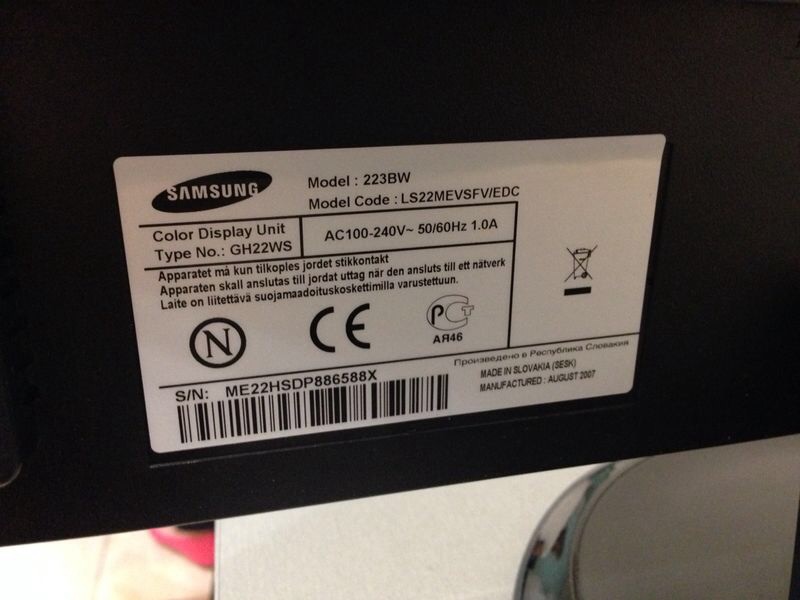 SAMSUNG
Model : 223BW
Model Code : LS22MEVSFV/EDC
Color Display Unit
Type No.: GH22WS
AC100-240V~ 50/60Hz 1.0A
Apparatet må kun tilkoples jordet stikkontakt
Apparaten skall anslutas till jordat uttag när den ansluts till ett nätverk
Laite on liitettävä suojamaadoituskoskettimilla varustettuun.
N
CE
РСТ
АЯ46
Произведено в Республика Словакия
MADE IN SLOVAKIA (SESK)
MANUFACTURED : AUGUST 2007
S/N: ME22HSDP886588X